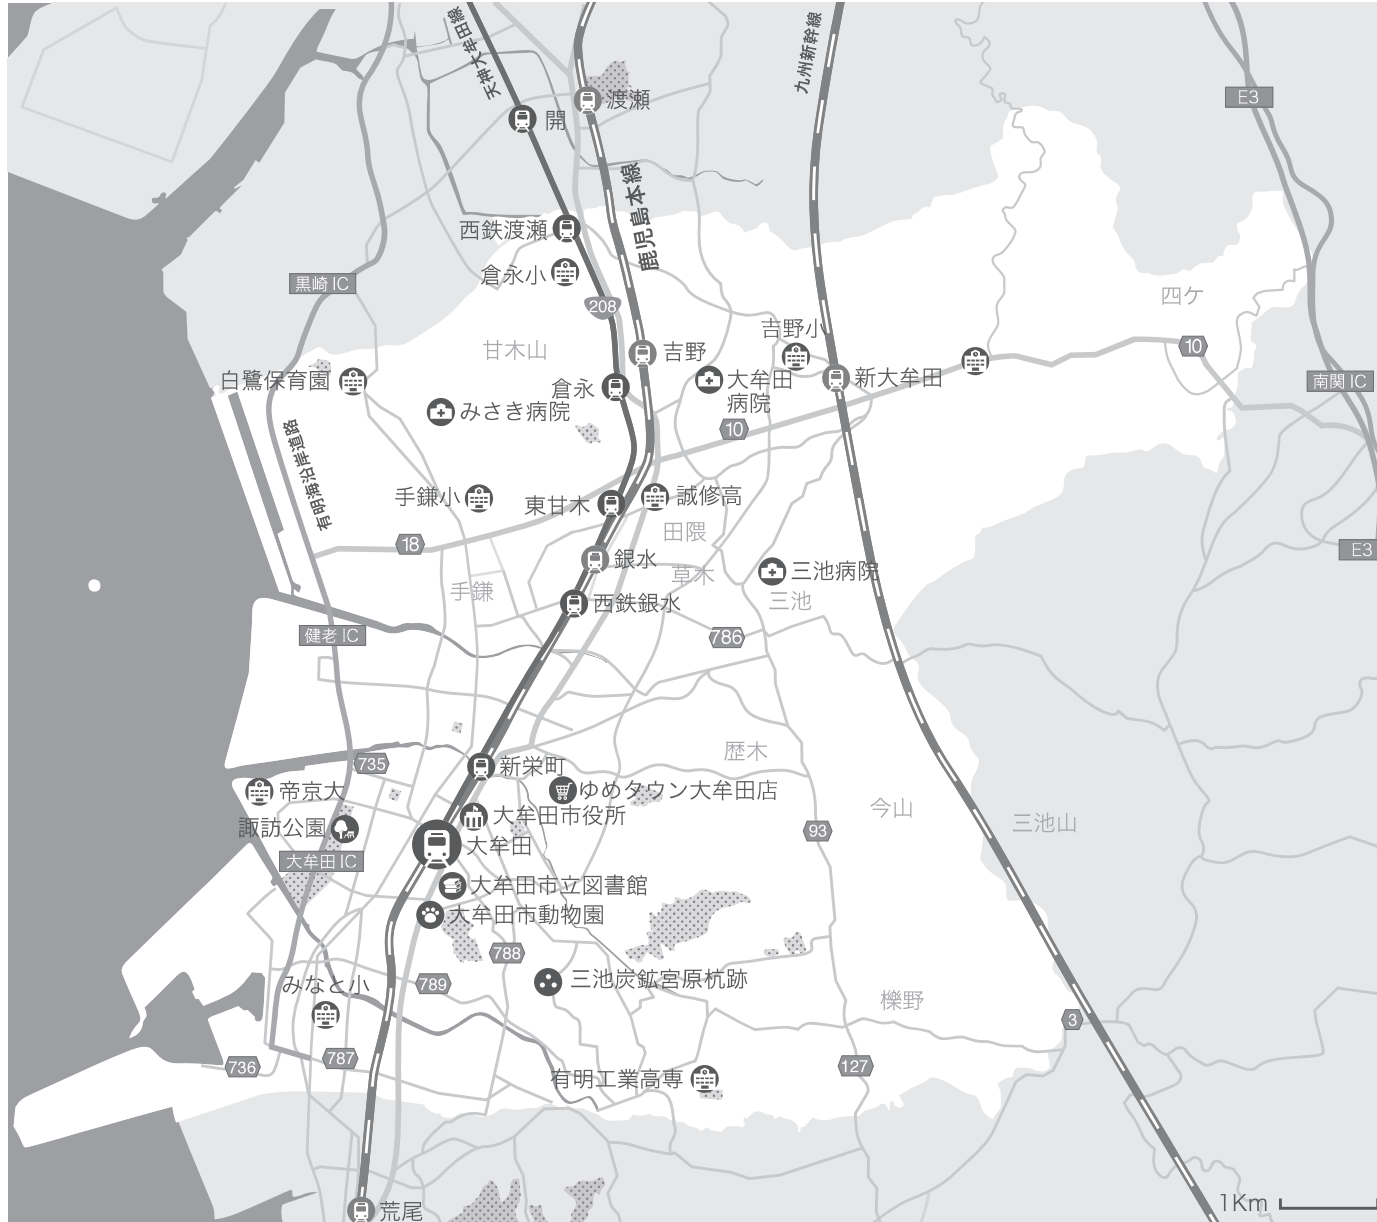 天神大牟田線
九州新幹線
E3
渡瀬
開
鹿児島本線
西鉄渡瀬
倉永小
黒崎 IC
208
四ケ
吉野小
甘木山
吉野
10
白鷺保育園
倉永
大牟田
病院
新大牟田
南関 IC
みさき病院
10
有明海沿岸道路
手鎌小
東甘木
誠修高
田隈
18
銀水
E3
草木
三池病院
手鎌
西鉄銀水
三池
健老 IC
786
歴木
735
新栄町
帝京大
ゆめタウン大牟田店
今山
大牟田市役所
三池山
諏訪公園
93
大牟田
大牟田 IC
大牟田市立図書館
大牟田市動物園
788
みなと小
789
三池炭鉱宮原杭跡
櫟野
3
736
787
127
有明工業高専
荒尾
1Km